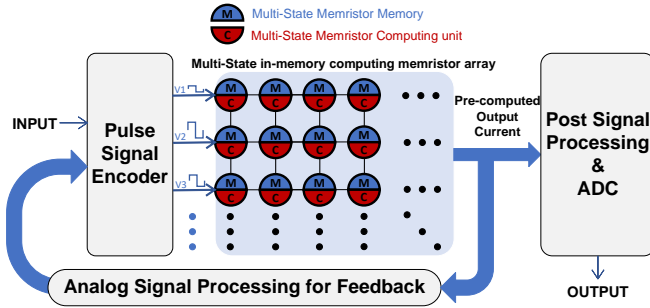 M
Multi-State Memristor Memory
C
Multi-State Memristor Computing unit
Multi-State in-memory computing memristor array
INPUT
Pulse
Signal
Encoder
V1
V2
V3
M M M M
C C C C
M M M M
C C C C
M M M M
C C C C
Pre-computed
Output
Current
Post Signal
Processing
&
ADC
Analog Signal Processing for Feedback
OUTPUT